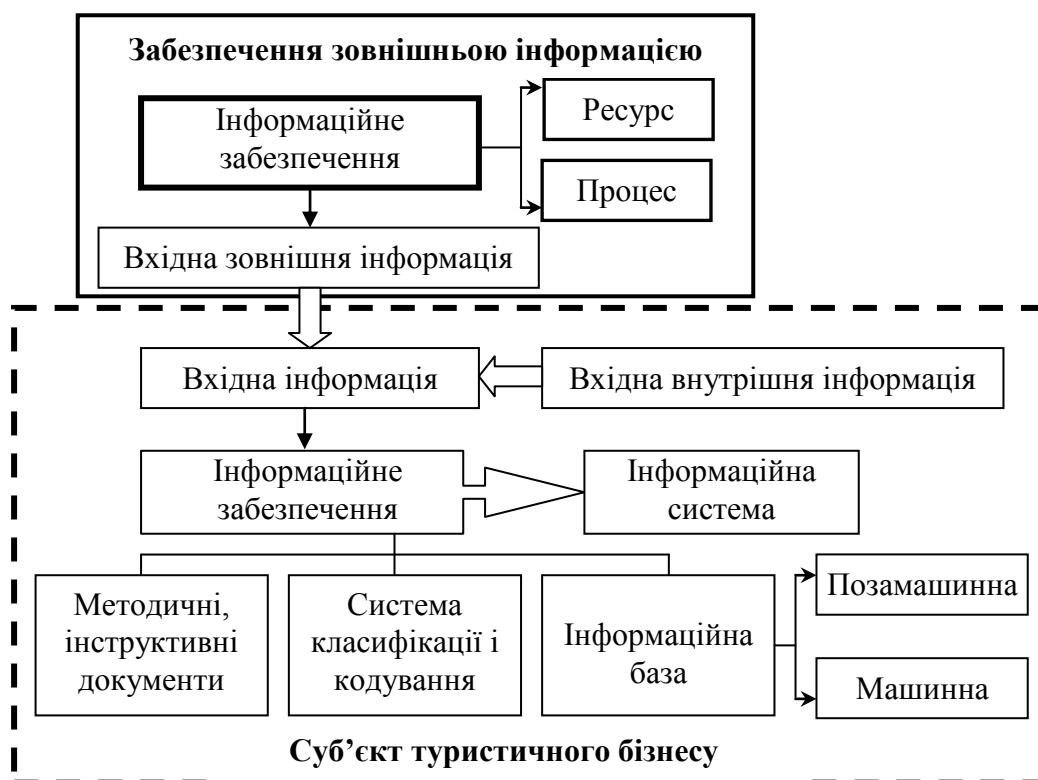 Забезпечення зовнішньою інформацією
Інформаційне
забезпечення
Ресурс
Процес
Вхідна зовнішня інформація
Вхідна інформація
Вхідна внутрішня інформація
Інформаційне
забезпечення
Інформаційна
система
Методичні,
інструктивні
документи
Система
класифікації і
кодування
Інформаційна
база
Позамашинна
Машинна
Суб’єкт туристичного бізнесу